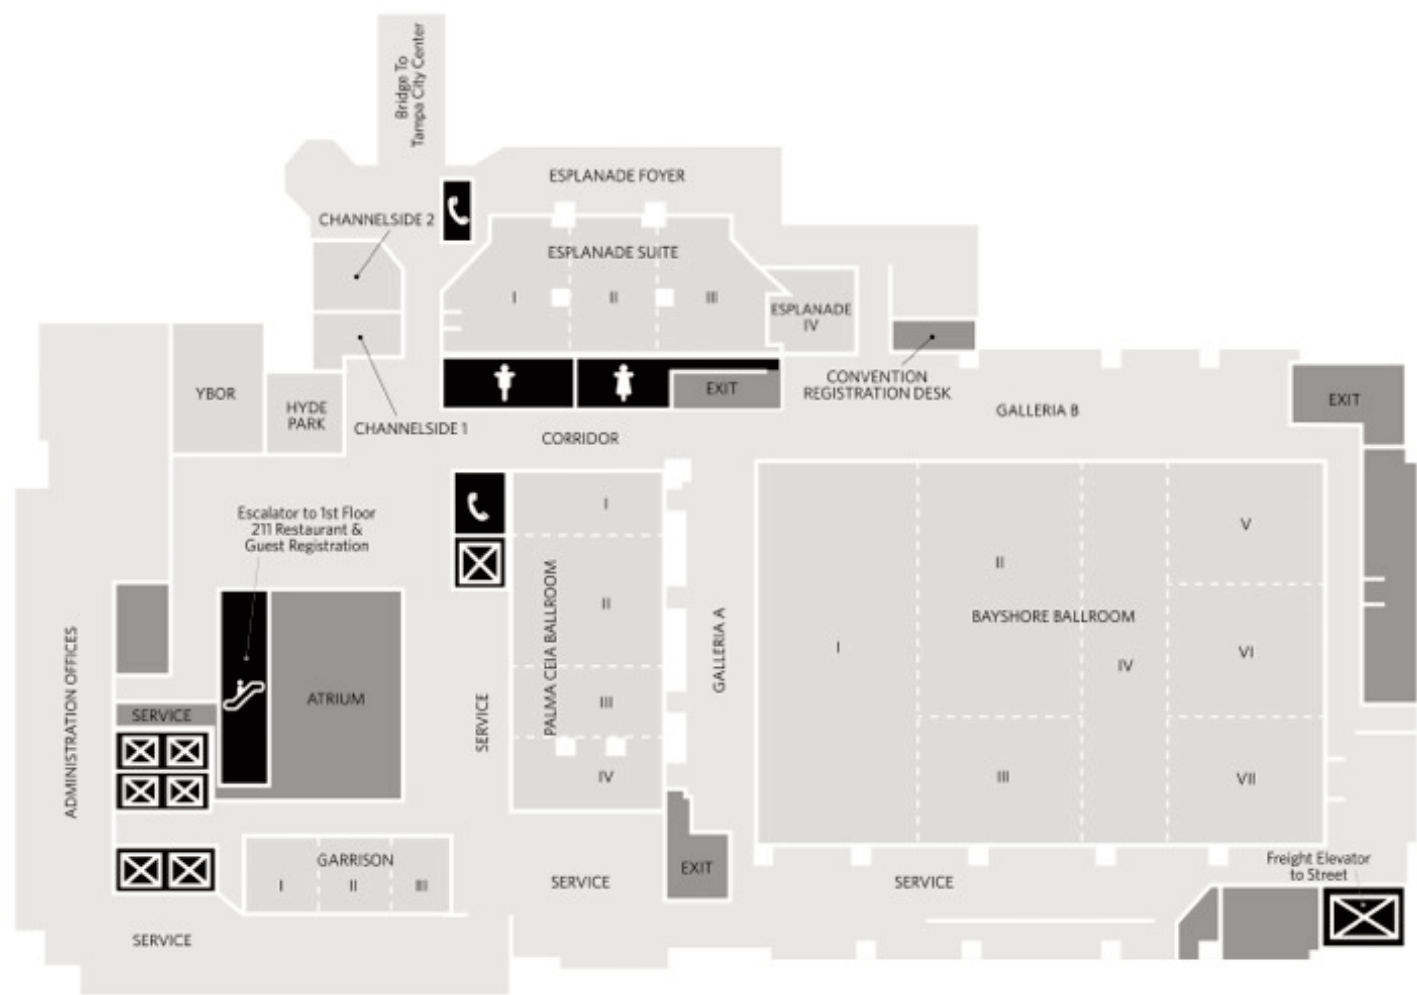 Bridge To
Tampa City Center
ESPLANADE FOYER
CHANNELSIDE 2
ESPLANADE SUITE
I
II
III
ESPLANADE
IV
YBOR
HYDE
PARK
CHANNELSIDE 1
EXIT
CONVENTION
REGISTRATION DESK
GALLERIA B
EXIT
CORRIDOR
Escalator to 1st Floor
211 Restaurant &
Guest Registration
PALMA CEIA BALLROOM
I
II
III
IV
GALLERIA A
BAYSHORE BALLROOM
I
II
III
IV
V
VI
VII
ADMINISTRATION OFFICES
SERVICE
ATRIUM
SERVICE
GARRISON
I
II
III
SERVICE
EXIT
SERVICE
Freight Elevator
to Street
SERVICE